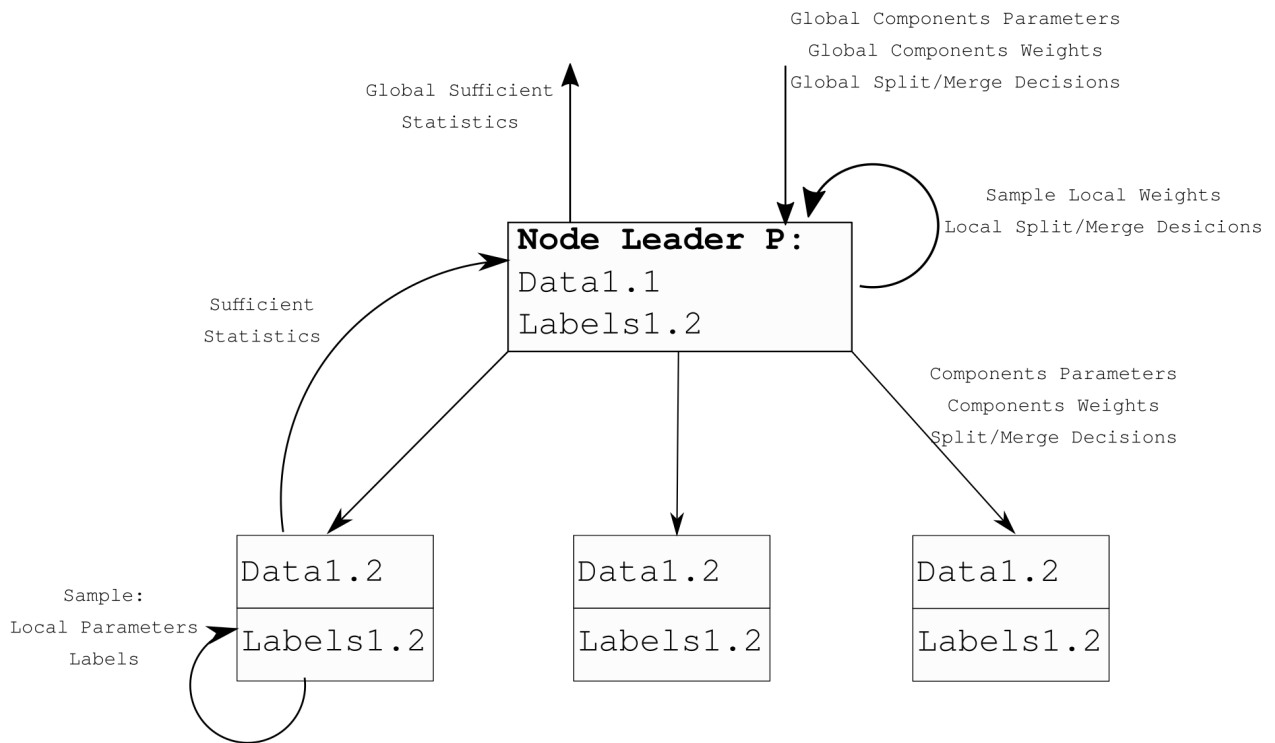 Global Components Parameters
Global Components Weights
Global Split/Merge Decisions
Global Sufficient
Statistics
Sample Local Weights
Local Split/Merge Desicions
Node Leader P:
Data1.1
Labels1.2
Sufficient
Statistics
Components Parameters
Components Weights
Split/Merge Decisions
Data1.2
Labels1.2
Data1.2
Labels1.2
Data1.2
Labels1.2
Sample:
Local Parameters
Labels